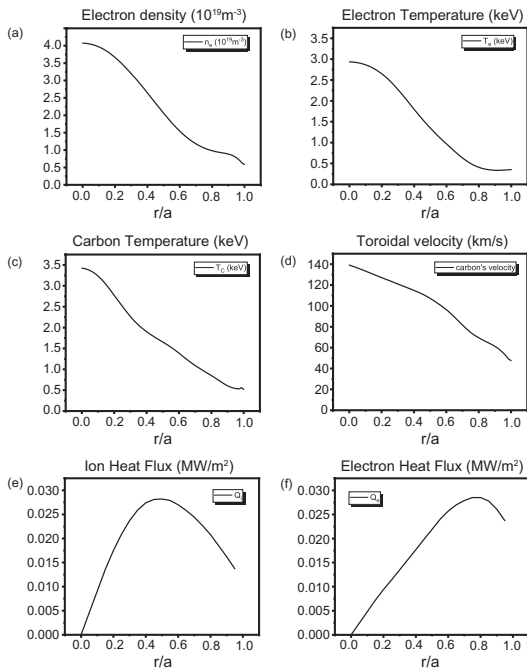 Electron density (10¹⁹m⁻³)
(a)
nₑ (10¹⁹m⁻³)
4.0
3.5
3.0
2.5
2.0
1.5
1.0
0.5
0.0
0.0 0.2 0.4 0.6 0.8 1.0
r/a
Electron Temperature (keV)
(b)
Tₑ (keV)
3.5
3.0
2.5
2.0
1.5
1.0
0.5
0.0
0.0 0.2 0.4 0.6 0.8 1.0
r/a
Carbon Temperature (keV)
(c)
T_C (keV)
3.5
3.0
2.5
2.0
1.5
1.0
0.5
0.0
0.0 0.2 0.4 0.6 0.8 1.0
r/a
Toroidal velocity (km/s)
(d)
carbon's velocity
140
120
100
80
60
40
20
0
0.0 0.2 0.4 0.6 0.8 1.0
r/a
Ion Heat Flux (MW/m²)
(e)
Qᵢ
0.030
0.025
0.020
0.015
0.010
0.005
0.000
0.0 0.2 0.4 0.6 0.8 1.0
r/a
Electron Heat Flux (MW/m²)
(f)
Qₑ
0.030
0.025
0.020
0.015
0.010
0.005
0.000
0.0 0.2 0.4 0.6 0.8 1.0
r/a